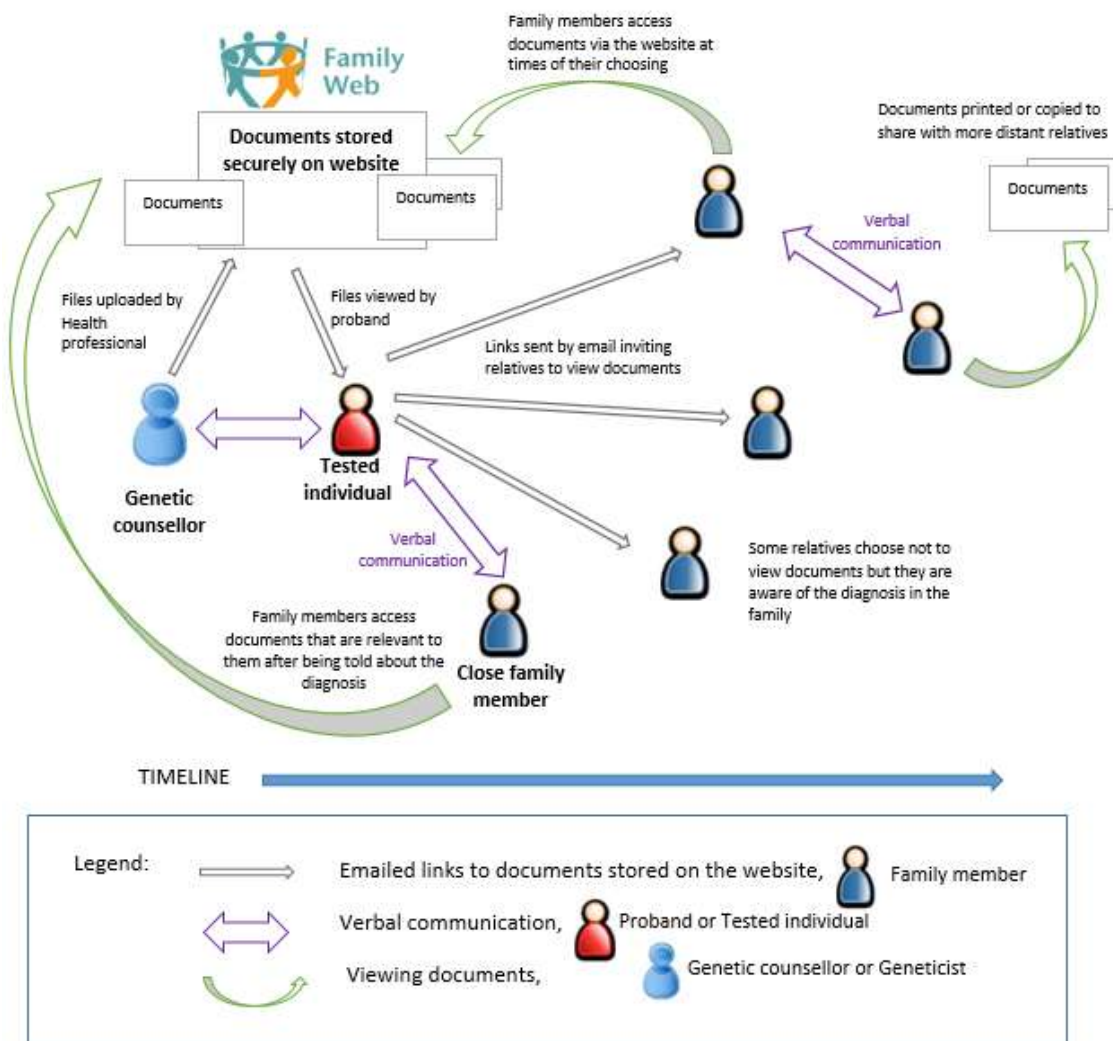 Family
Web
Family members access
documents via the website at
times of their choosing
Documents printed or copied to
share with more distant relatives
Documents stored
securely on website
Documents
Documents
Documents
Verbal
communication
Files uploaded by
Health
professional
Files viewed by
proband
Links sent by email inviting
relatives to view documents
Genetic
counsellor
Tested
individual
Verbal
communication
Some relatives choose not to
view documents but they are
aware of the diagnosis in the
family
Family members access
documents that are relevant to
them after being told about the
diagnosis
Close family
member
TIMELINE
Legend:
Emailed links to documents stored on the website,
Family member
Verbal communication,
Proband or Tested individual
Viewing documents,
Genetic counsellor or Geneticist